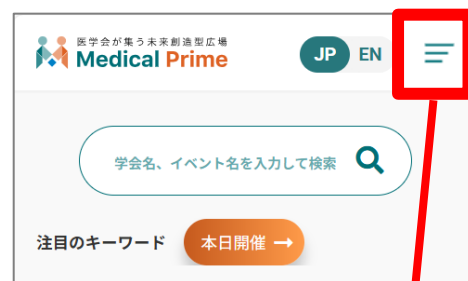 医学会が集う未来創造型広場
Medical Prime
JP EN
学会名、イベント名を入力して検索
注目のキーワード 本日開催 →